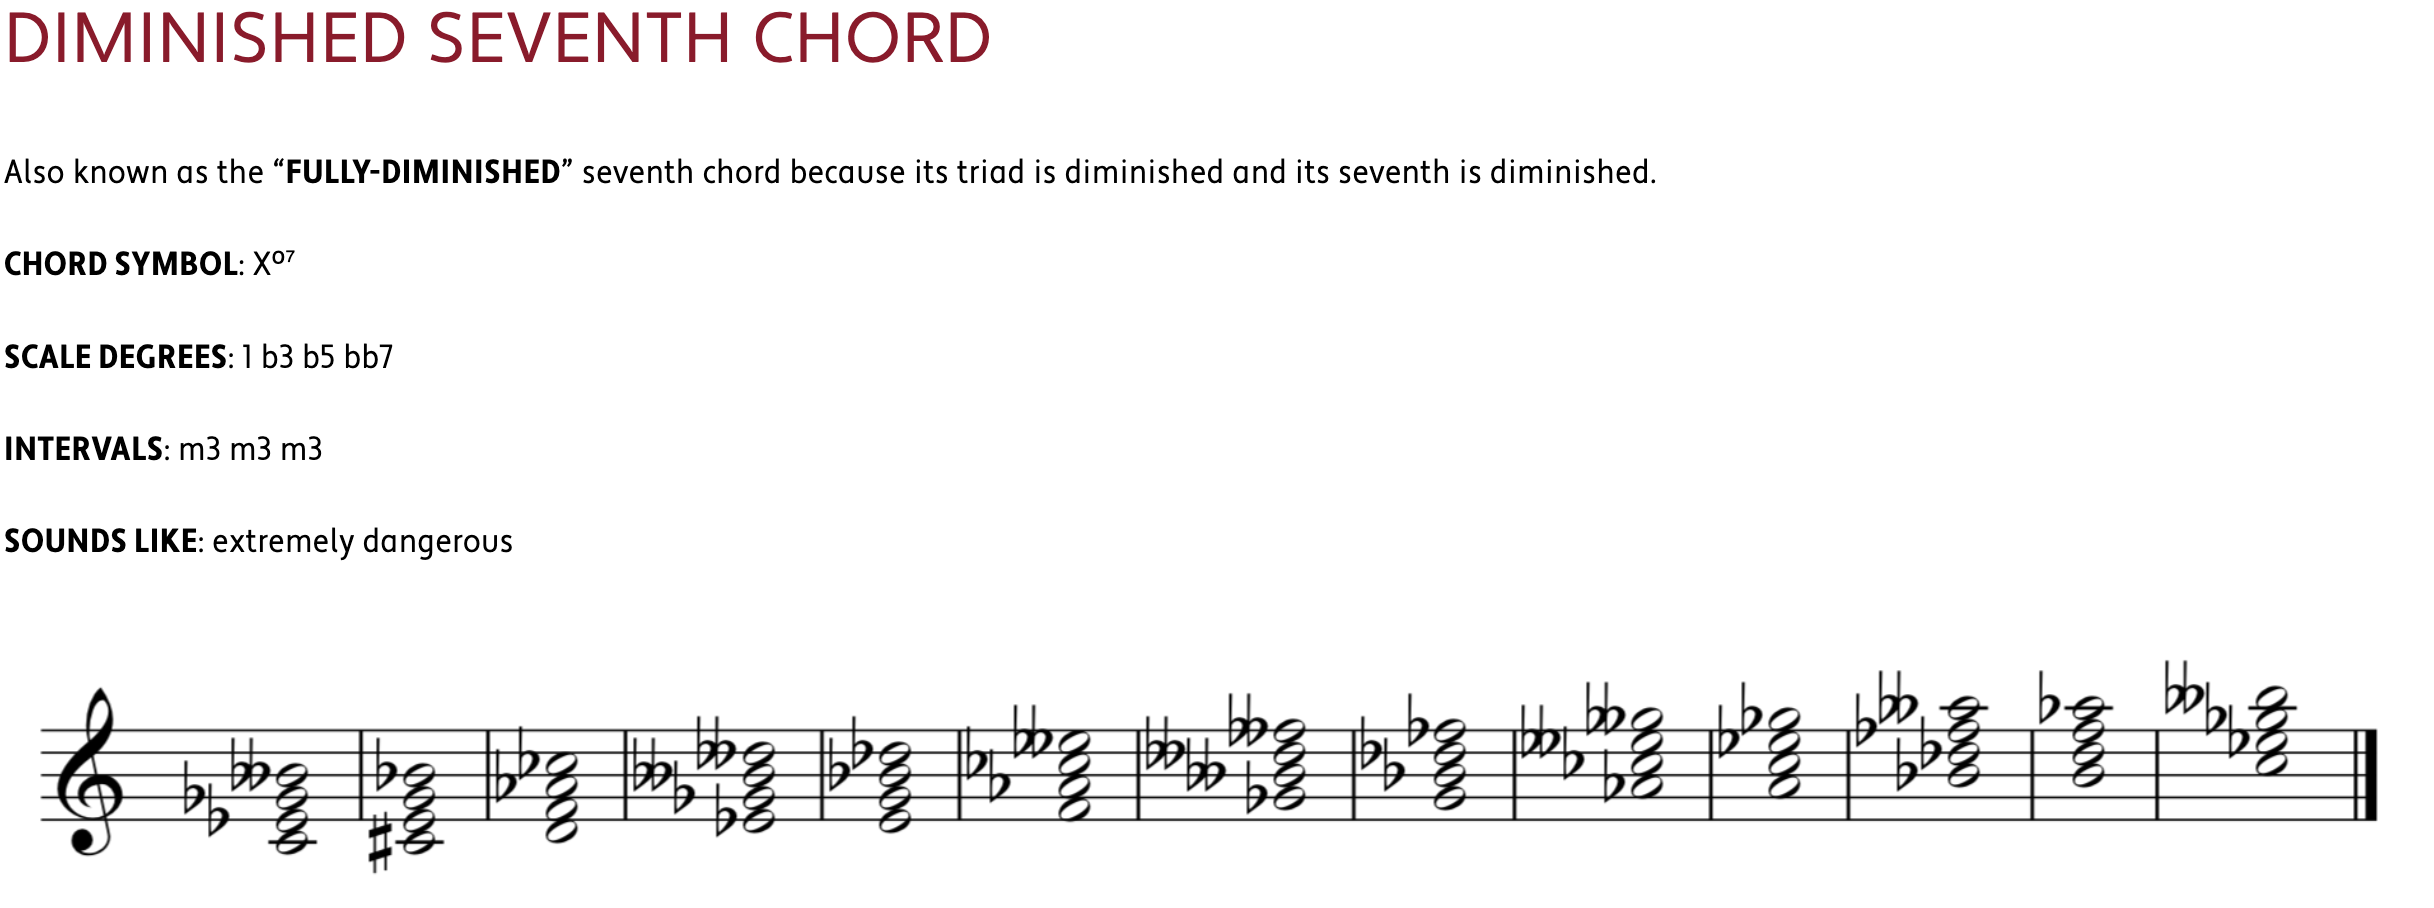 DIMINISHED SEVENTH CHORD
Also known as the “FULLY-DIMINISHED” seventh chord because its triad is diminished and its seventh is diminished.
CHORD SYMBOL: Xº⁷
SCALE DEGREES: 1 b3 b5 bb7
INTERVALS: m3 m3 m3
SOUNDS LIKE: extremely dangerous